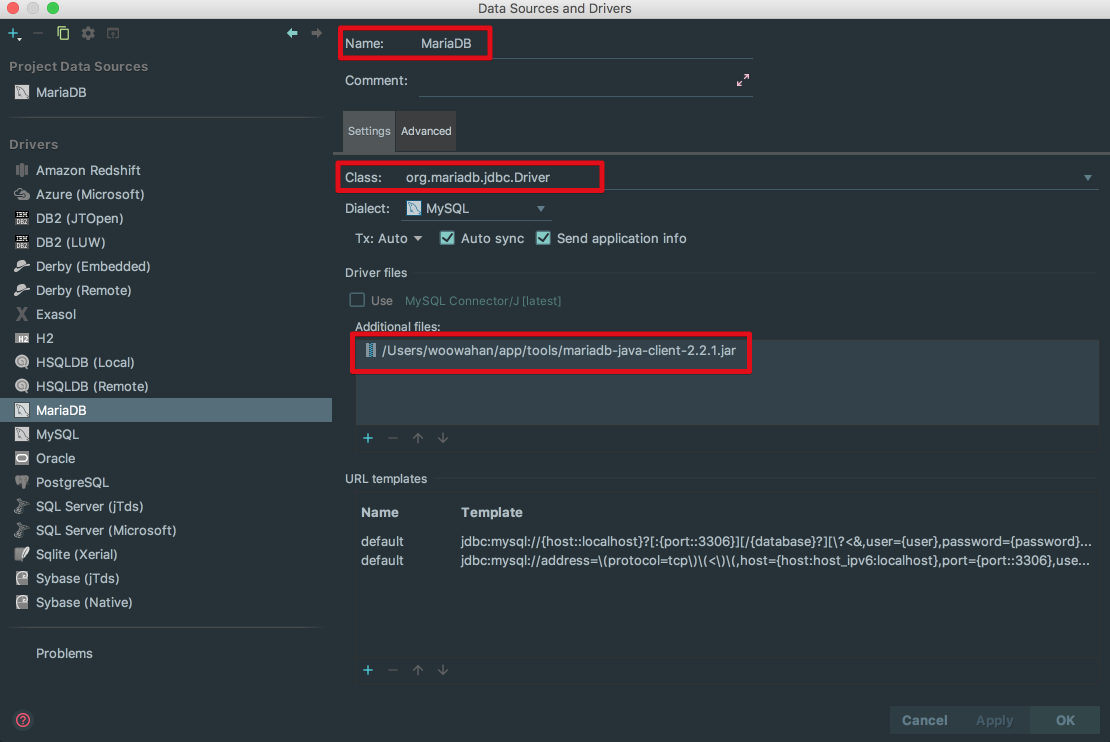 Data Sources and Drivers
Project Data Sources
MariaDB
Drivers
Amazon Redshift
Azure (Microsoft)
DB2 (JTOpen)
DB2 (LUW)
Derby (Embedded)
Derby (Remote)
Exasol
H2
HSQLDB (Local)
HSQLDB (Remote)
MariaDB
MySQL
Oracle
PostgreSQL
SQL Server (jTds)
SQL Server (Microsoft)
Sqlite (Xerial)
Sybase (jTds)
Sybase (Native)
Problems
Name: MariaDB
Comment:
Settings Advanced
Class: org.mariadb.jdbc.Driver
Dialect: MySQL
Tx: Auto Auto sync Send application info
Driver files
Use MySQL Connector/J [latest]
Additional files:
/Users/woowahan/app/tools/mariadb-java-client-2.2.1.jar
URL templates
Name Template
default jdbc:mysql://{host::localhost}?[:{port::3306}][/{database}?][\?<&,user={user},password={password}...
default jdbc:mysql://address=\(protocol=tcp\)\(<\)\(,host={host:host_ipv6:localhost},port={port::3306},use...
Cancel Apply OK